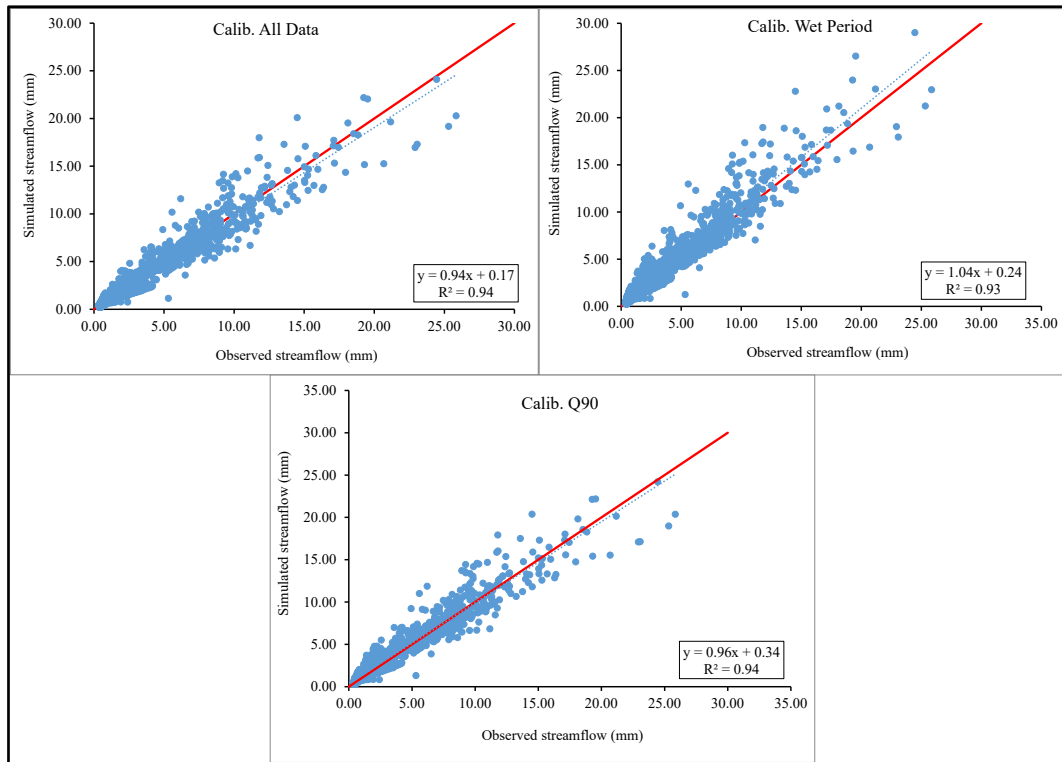 Calib. All Data
30.00
25.00
20.00
15.00
10.00
5.00
0.00
Simulated streamflow (mm)
y = 0.94x + 0.17
R² = 0.94
0.00 5.00 10.00 15.00 20.00 25.00 30.00
Observed streamflow (mm)
Calib. Wet Period
30.00
25.00
20.00
15.00
10.00
5.00
0.00
Simulated streamflow (mm)
y = 1.04x + 0.24
R² = 0.93
0.00 5.00 10.00 15.00 20.00 25.00 30.00 35.00
Observed streamflow (mm)
Calib. Q90
35.00
30.00
25.00
20.00
15.00
10.00
5.00
0.00
Simulated streamflow (mm)
y = 0.96x + 0.34
R² = 0.94
0.00 5.00 10.00 15.00 20.00 25.00 30.00 35.00
Observed streamflow (mm)